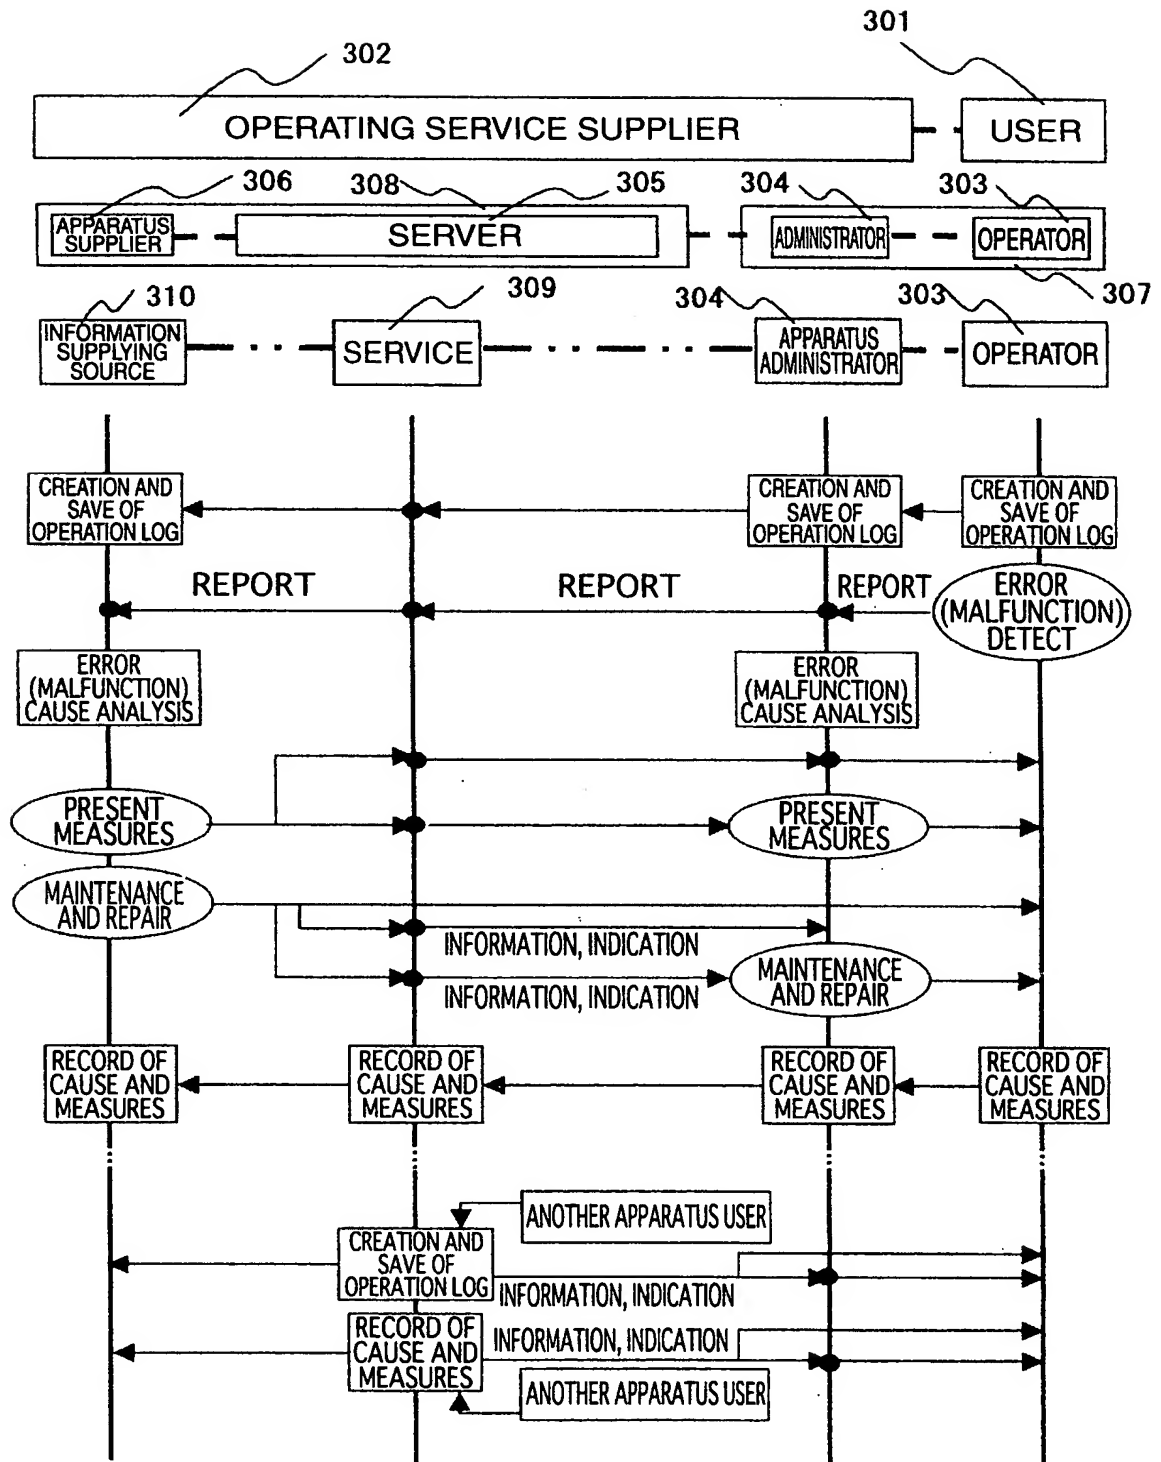 302
301
OPERATING SERVICE SUPPLIER
USER
306
308
305
304
303
APPARATUS
SUPPLIER
SERVER
ADMINISTRATOR
OPERATOR
307
310
309
304
303
INFORMATION
SUPPLYING
SOURCE
SERVICE
APPARATUS
ADMINISTRATOR
OPERATOR
CREATION AND
SAVE OF
OPERATION LOG
CREATION AND
SAVE OF
OPERATION LOG
CREATION AND
SAVE OF
OPERATION LOG
REPORT
REPORT
REPORT
ERROR
(MALFUNCTION)
DETECT
ERROR
(MALFUNCTION)
CAUSE ANALYSIS
ERROR
(MALFUNCTION)
CAUSE ANALYSIS
PRESENT
MEASURES
PRESENT
MEASURES
MAINTENANCE
AND REPAIR
INFORMATION, INDICATION
MAINTENANCE
AND REPAIR
INFORMATION, INDICATION
RECORD OF
CAUSE AND
MEASURES
RECORD OF
CAUSE AND
MEASURES
RECORD OF
CAUSE AND
MEASURES
RECORD OF
CAUSE AND
MEASURES
ANOTHER APPARATUS USER
CREATION AND
SAVE OF
OPERATION LOG
INFORMATION, INDICATION
RECORD OF
CAUSE AND
MEASURES
INFORMATION, INDICATION
ANOTHER APPARATUS USER